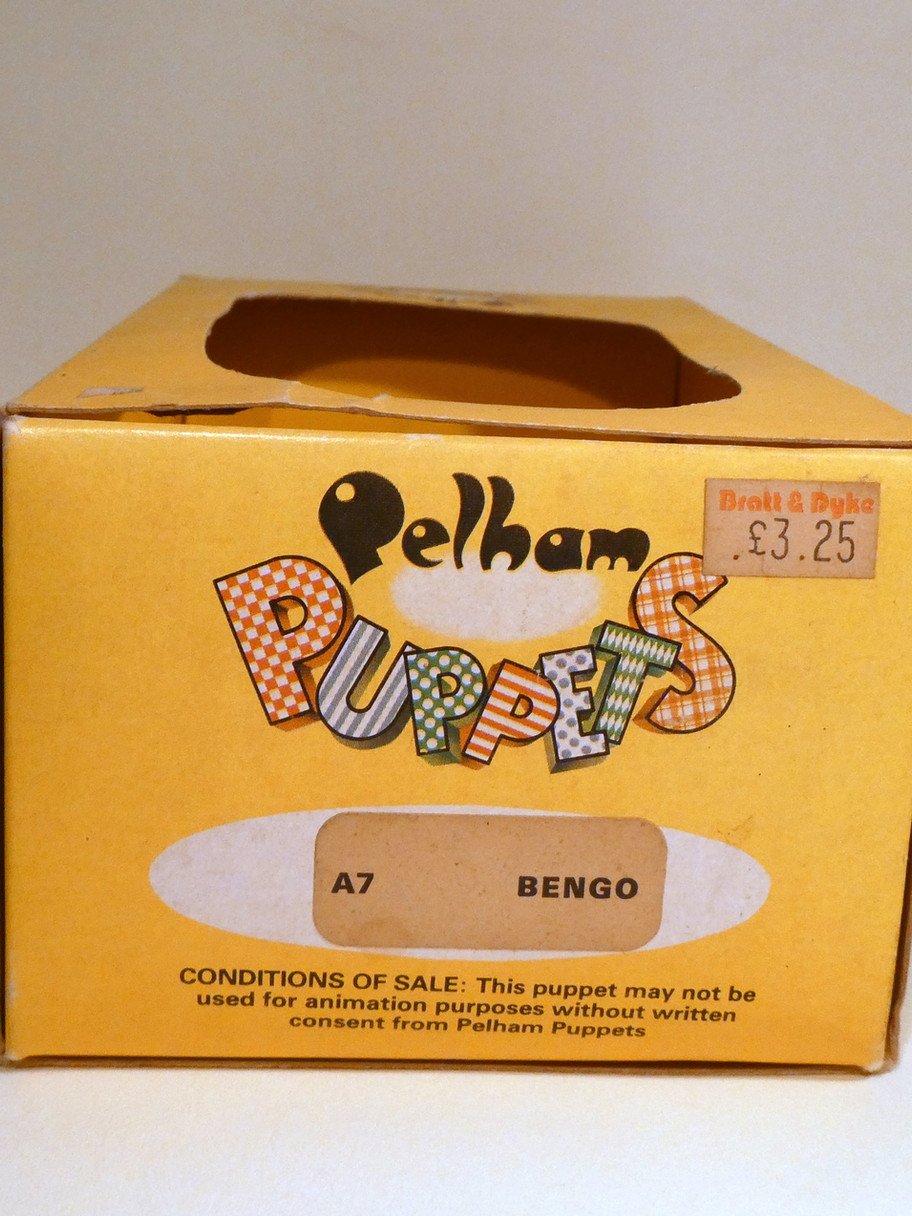 Pelham
PUPPETS
Bratt & Dyke
.£3.25
A7 BENGO
CONDITIONS OF SALE: This puppet may not be
used for animation purposes without written
consent from Pelham Puppets